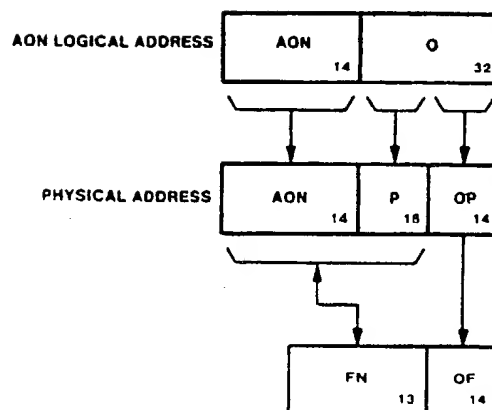 AON LOGICAL ADDRESS AON 14 O 32
PHYSICAL ADDRESS AON 14 P 18 OP 14
FN 13 OF 14